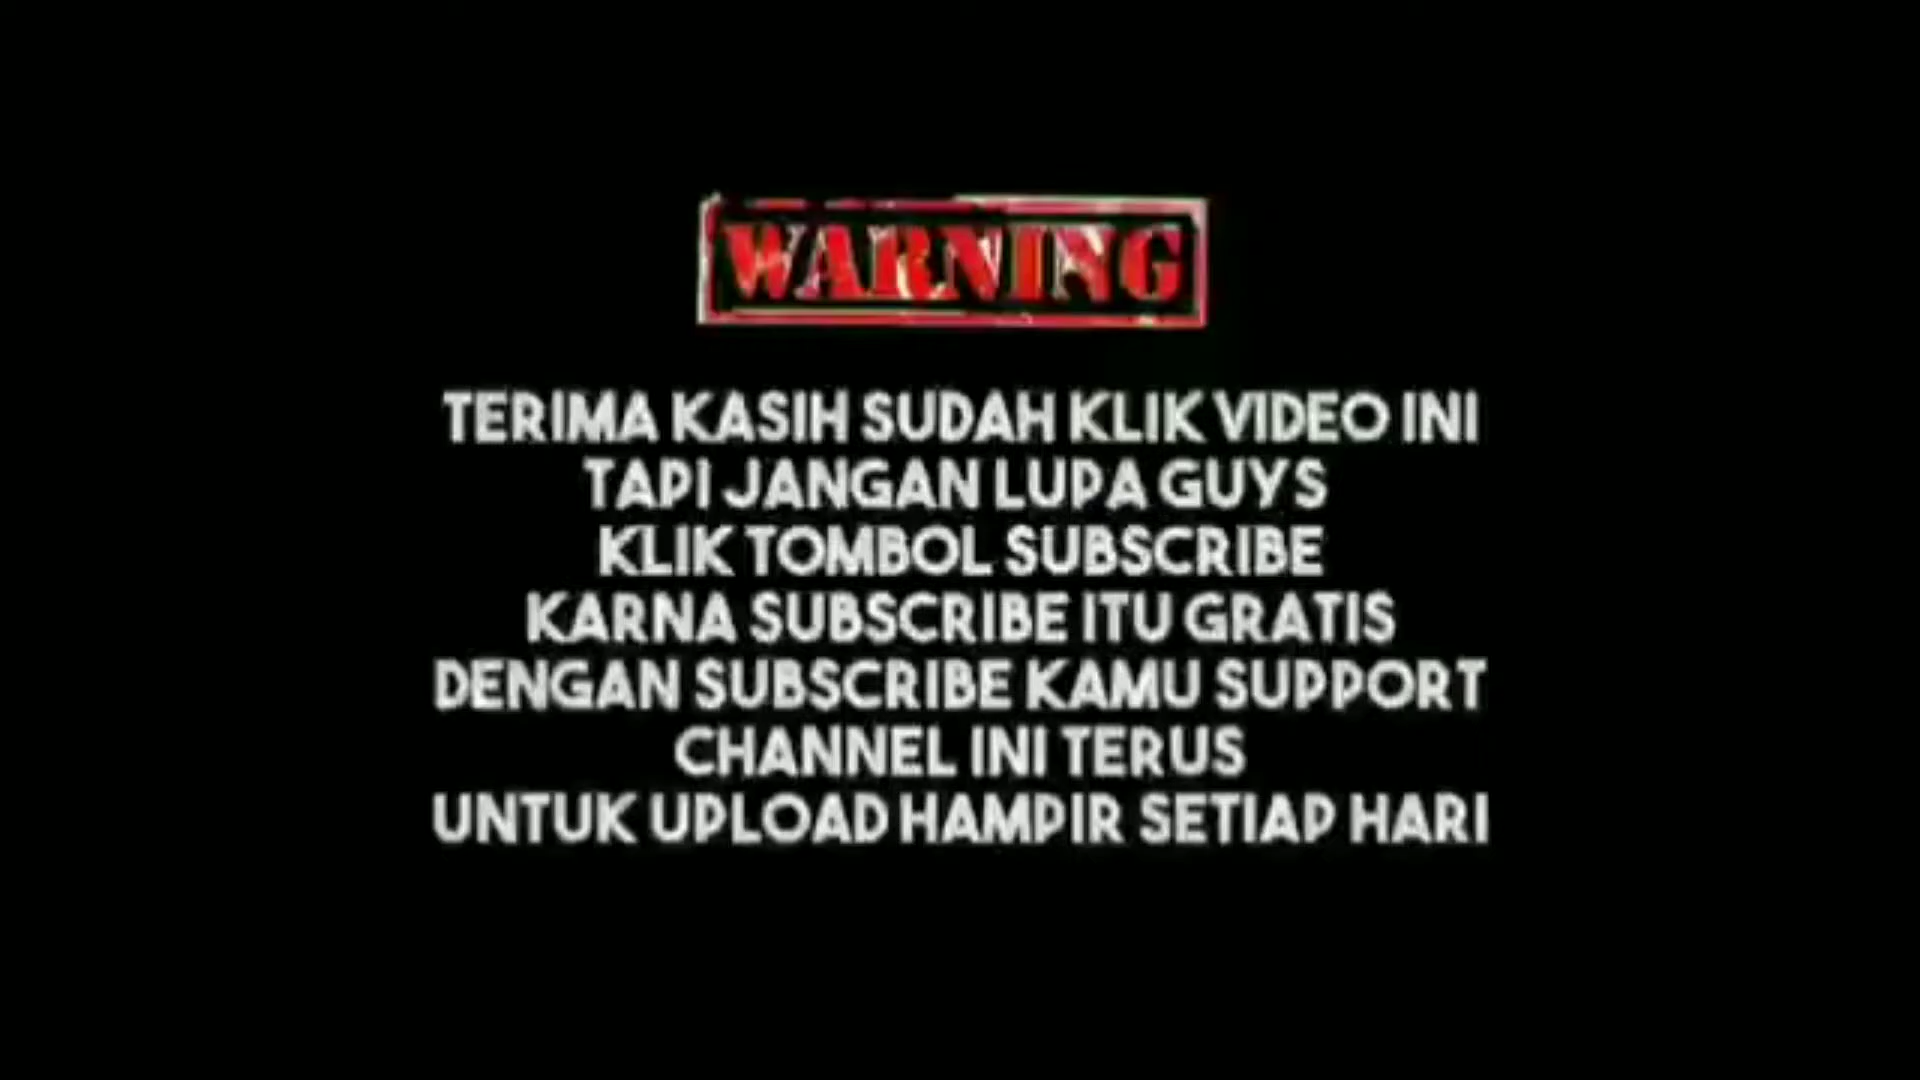 WARNING
TERIMA KASIH SUDAH KLIK VIDEO INI
TAPI JANGAN LUPA GUYS
KLIK TOMBOL SUBSCRIBE
KARNA SUBSCRIBE ITU GRATIS
DENGAN SUBSCRIBE KAMU SUPPORT
CHANNEL INI TERUS
UNTUK UPLOAD HAMPIR SETIAP HARI